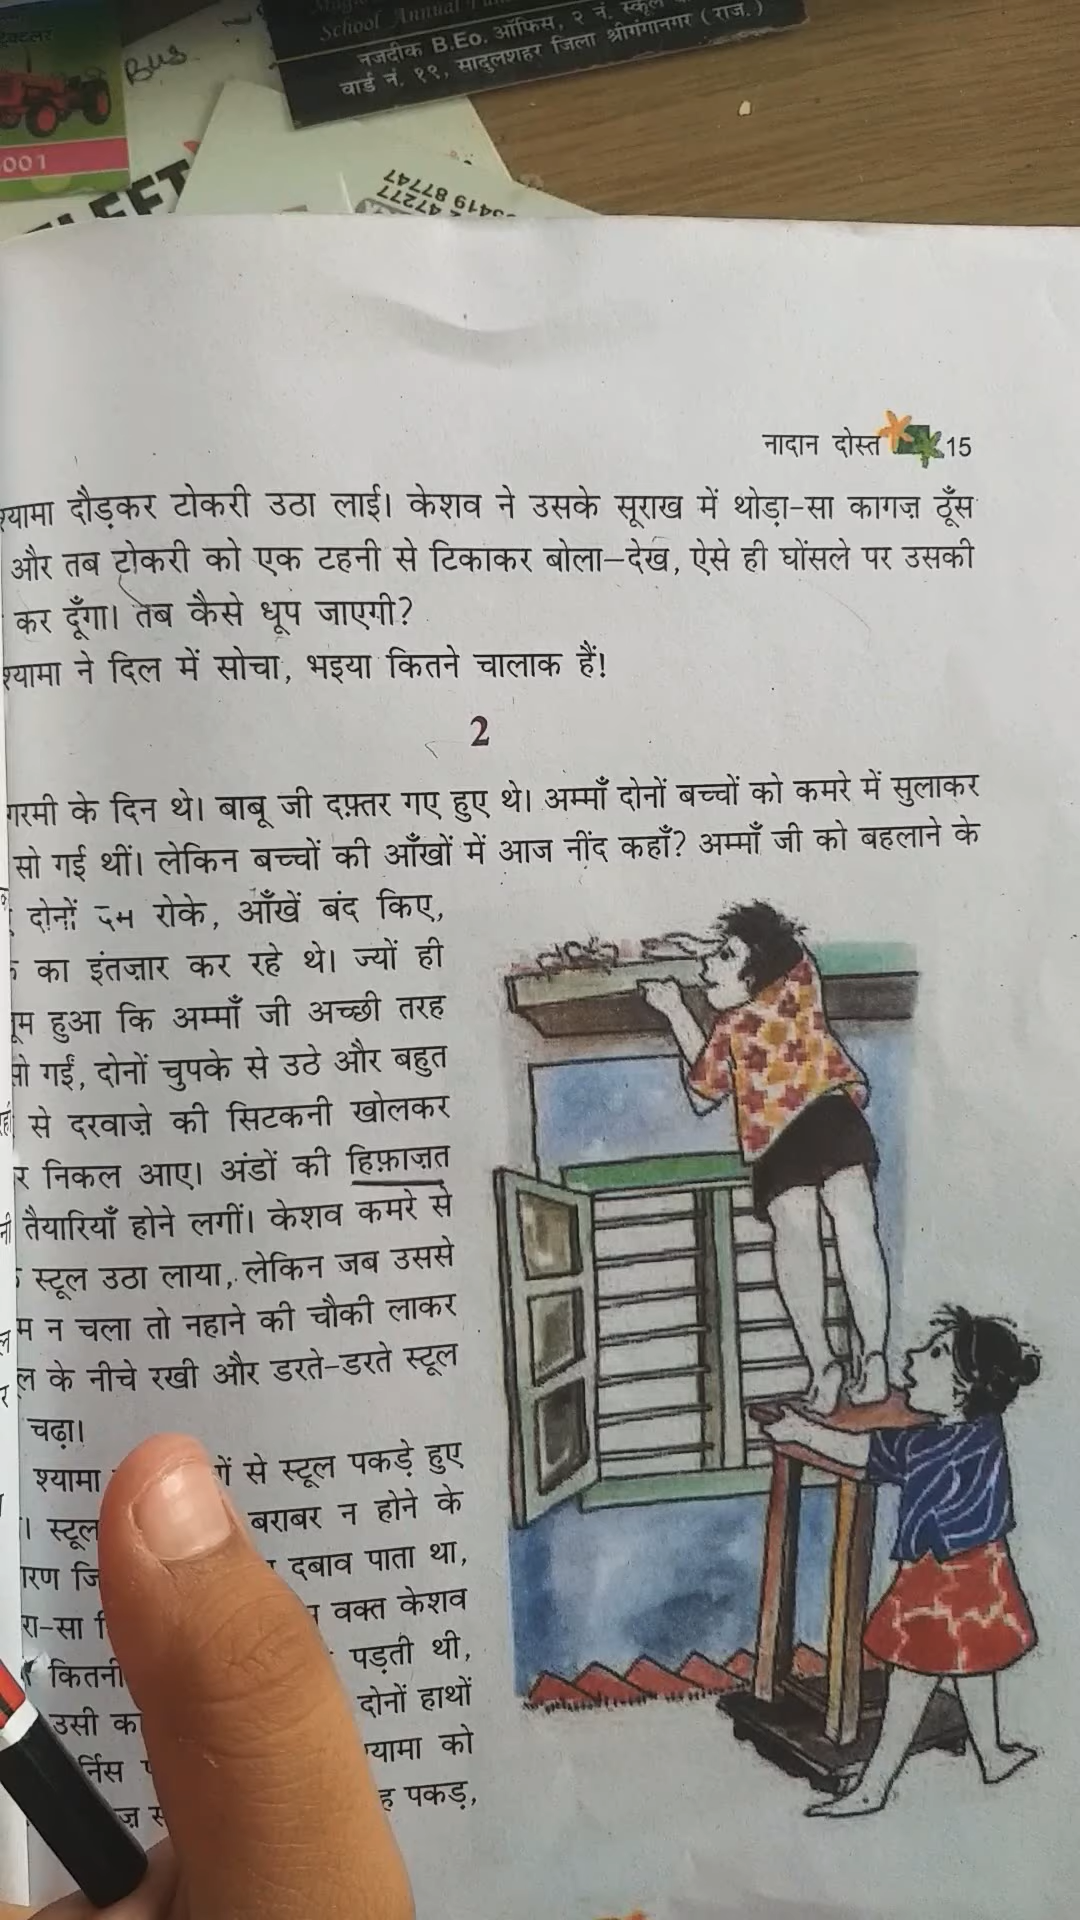 ट्रैक्टलर
Bus
001
School Annual
नजदीक B.Eo. ऑफिस, २ नं. स्कूल
वार्ड नं. १९, सादुलशहर जिला श्रीगंगानगर (राज.)
47277
87747
नादान दोस्त 15
श्यामा दौड़कर टोकरी उठा लाई। केशव ने उसके सूराख में थोड़ा-सा कागज़ ठूँस
और तब टोकरी को एक टहनी से टिकाकर बोला—देख, ऐसे ही घोंसले पर उसकी
कर दूँगा। तब कैसे धूप जाएगी?
श्यामा ने दिल में सोचा, भइया कितने चालाक हैं!
2
गरमी के दिन थे। बाबू जी दफ़्तर गए हुए थे। अम्माँ दोनों बच्चों को कमरे में सुलाकर
सो गई थीं। लेकिन बच्चों की आँखों में आज नींद कहाँ? अम्माँ जी को बहलाने के
दोनों दम रोके, आँखें बंद किए,
का इंतज़ार कर रहे थे। ज्यों ही
हुआ कि अम्माँ जी अच्छी तरह
गईं, दोनों चुपके से उठे और बहुत
से दरवाज़े की सिटकनी खोलकर
निकल आए। अंडों की हिफ़ाज़त
तैयारियाँ होने लगीं। केशव कमरे से
स्टूल उठा लाया, लेकिन जब उससे
न चला तो नहाने की चौकी लाकर
के नीचे रखी और डरते-डरते स्टूल
चढ़ा।
श्यामा से स्टूल पकड़े हुए
। स्टूल बराबर न होने के
दबाव पाता था,
वक्त केशव
कितनी पड़ती थी,
उसी दोनों हाथों
को
पकड़,